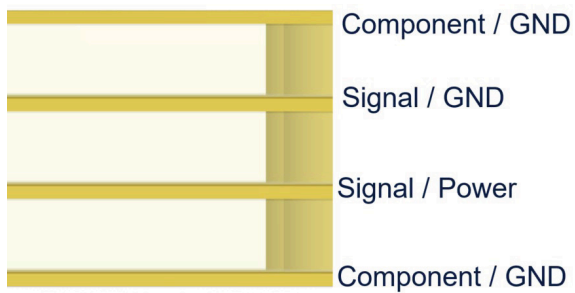 Component / GND
Signal / GND
Signal / Power
Component / GND